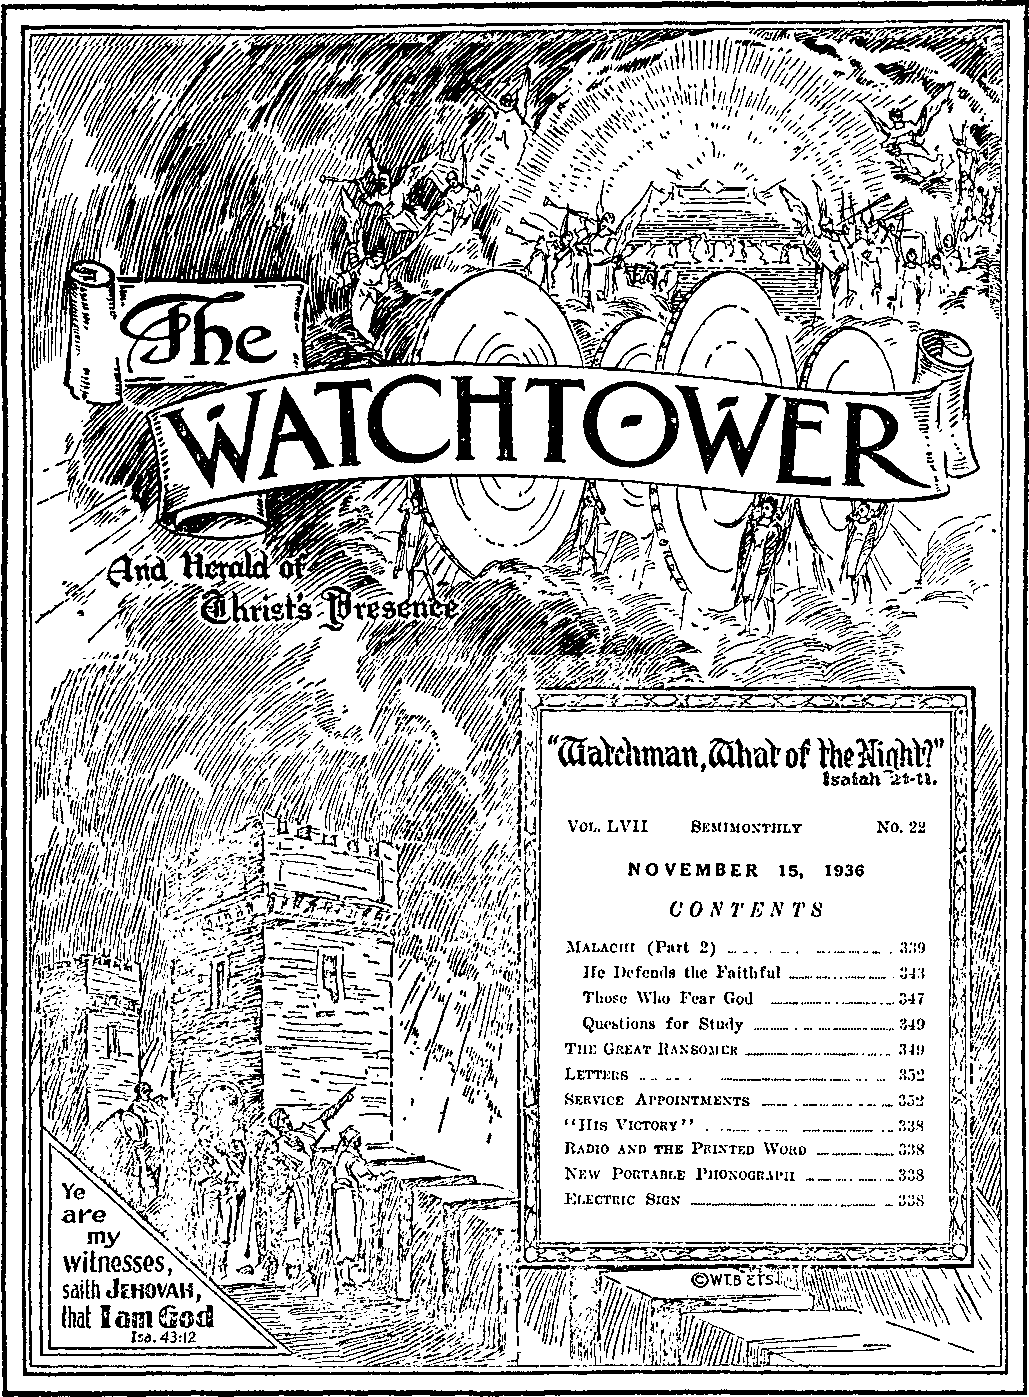 The
WATCHTOWER
And Herald of
Christ's Presence
"Watchman, What of the Night?"
Isaiah 21-11.
VOL. LVII SEMIMONTHLY No. 22
NOVEMBER 15, 1936
CONTENTS
MALACHI (Part 2) 339
He Defends the Faithful 343
Those Who Fear God 347
Questions for Study 349
THE GREAT RANSOMER 349
LETTERS 352
SERVICE APPOINTMENTS 352
"HIS VICTORY" 338
RADIO AND THE PRINTED WORD 338
NEW PORTABLE PHONOGRAPH 338
ELECTRIC SIGN 338
©W.T.B.&T.S.
Ye
are
my
witnesses,
saith JEHOVAH,
that I am God
Isa. 43:12